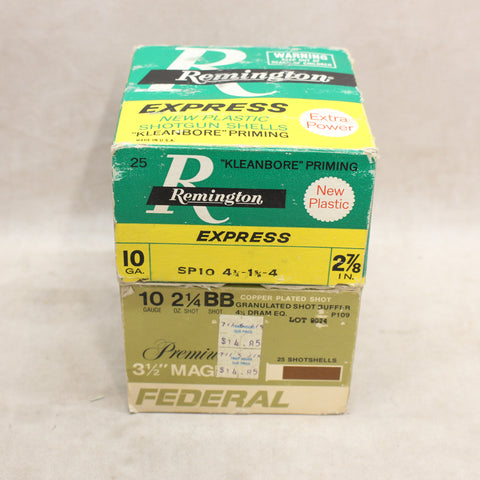 WARNING
R
Remington
EXPRESS
NEW PLASTIC
SHOTGUN SHELLS
"KLEANBORE" PRIMING
MADE IN U.S.A.
Extra
Power
25
"KLEANBORE" PRIMING
R
Remington
New
Plastic
EXPRESS
10
GA.
SP10 4¾-1⅝-4
2⅞
IN.
10
GAUGE
2¼
OZ. SHOT
BB
SHOT
COPPER PLATED SHOT
GRANULATED SHOT BUFFER
4½ DRAM EQ.
P109
LOT 2024
Premium
3½" MAG
$14.85
$14.85
25 SHOTSHELLS
FEDERAL